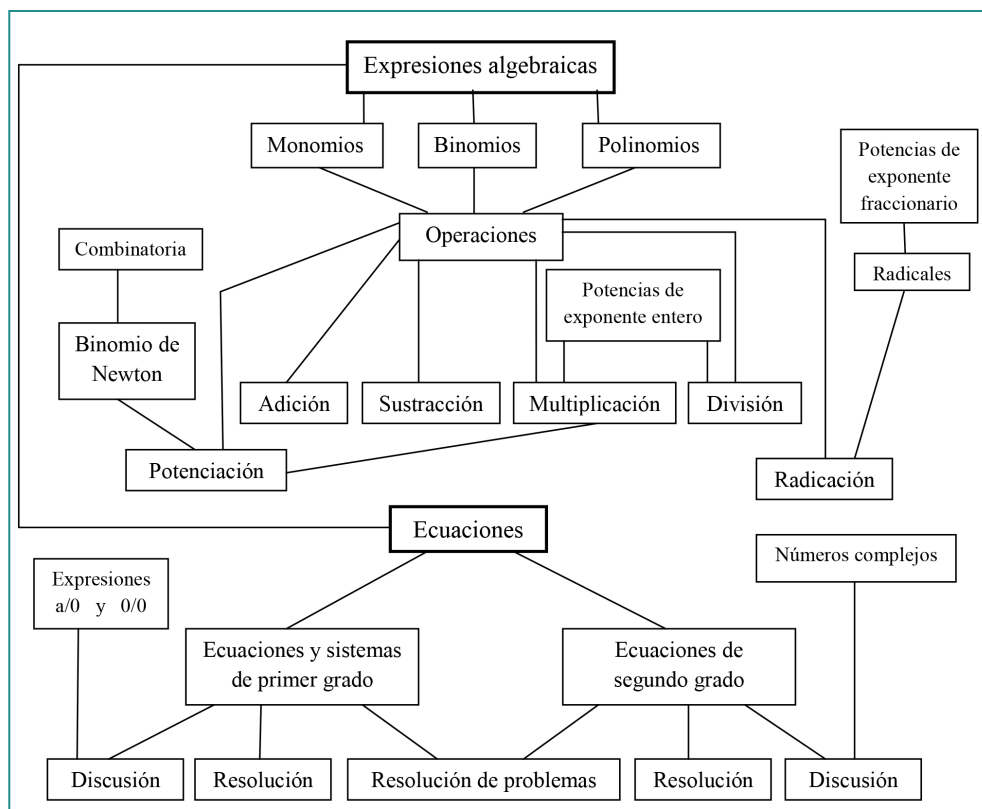 Expresiones algebraicas
Monomios
Binomios
Polinomios
Potencias de
exponente
fraccionario
Operaciones
Combinatoria
Radicales
Potencias de
exponente entero
Binomio de
Newton
Adición
Sustracción
Multiplicación
División
Potenciación
Radicación
Ecuaciones
Números complejos
Expresiones
a/0 y 0/0
Ecuaciones y sistemas
de primer grado
Ecuaciones de
segundo grado
Discusión
Resolución
Resolución de problemas
Resolución
Discusión